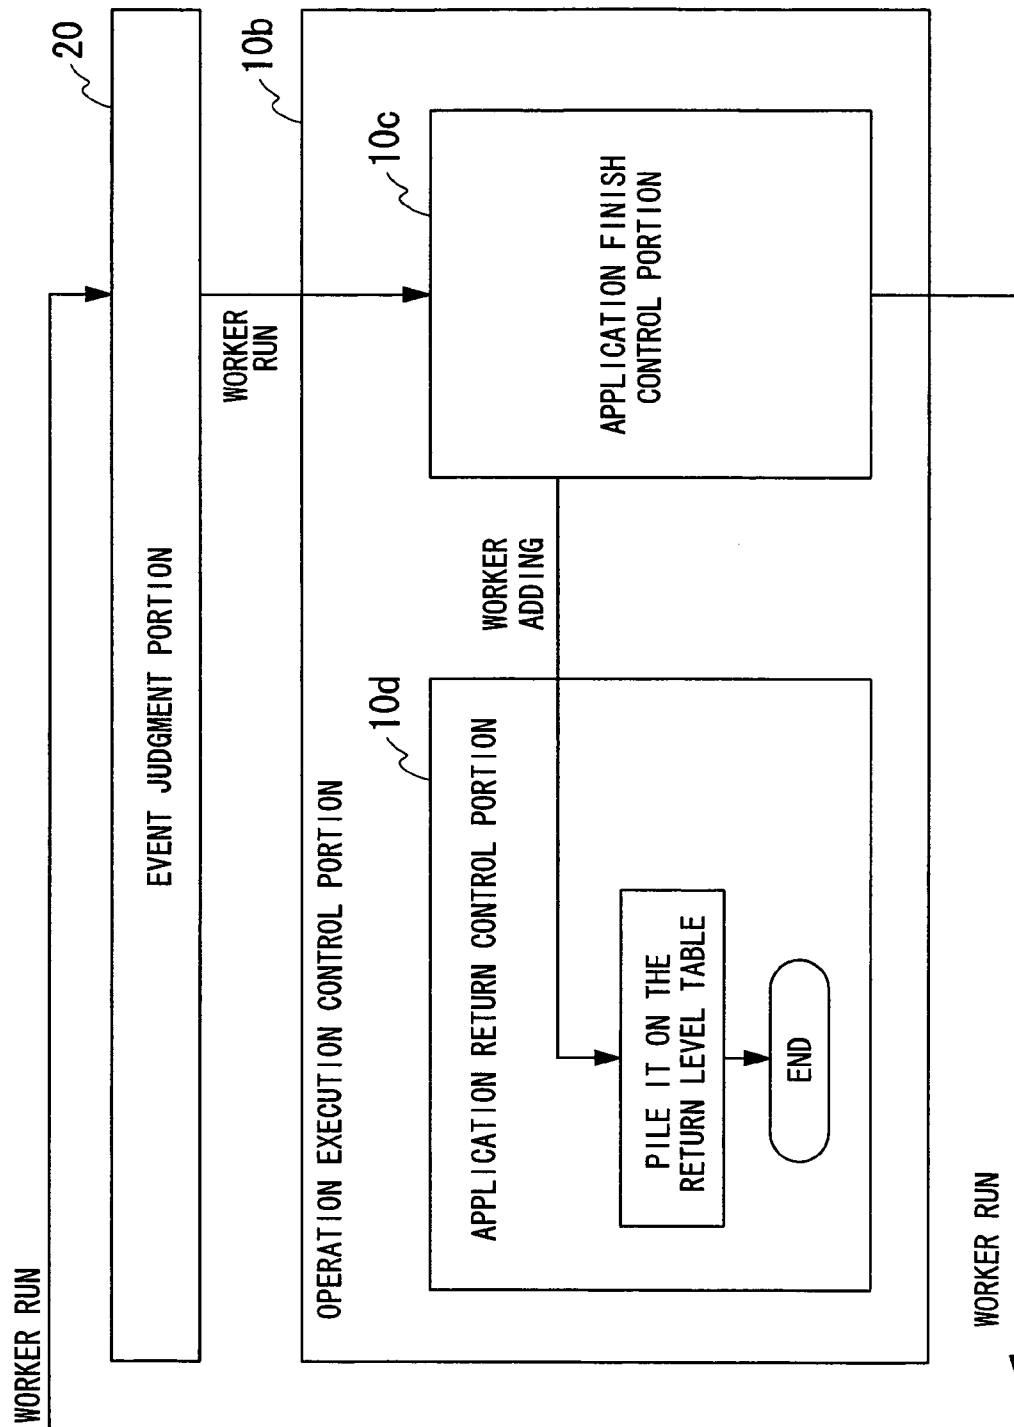 WORKER RUN
20
EVENT JUDGMENT PORTION
WORKER
RUN
10b
OPERATION EXECUTION CONTROL PORTION
10c
APPLICATION FINISH
CONTROL PORTION
WORKER
ADDING
10d
APPLICATION RETURN CONTROL PORTION
PILE IT ON THE
RETURN LEVEL TABLE
END
WORKER RUN